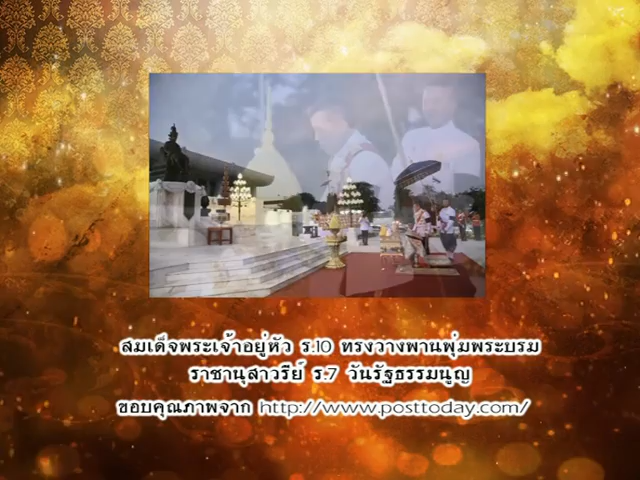 สมเด็จพระเจ้าอยู่หัว ร.10 ทรงวางพานพุ่มพระบรม
ราชานุสาวรีย์ ร.7 วันรัฐธรรมนูญ
ขอบคุณภาพจาก http://www.posttoday.com/